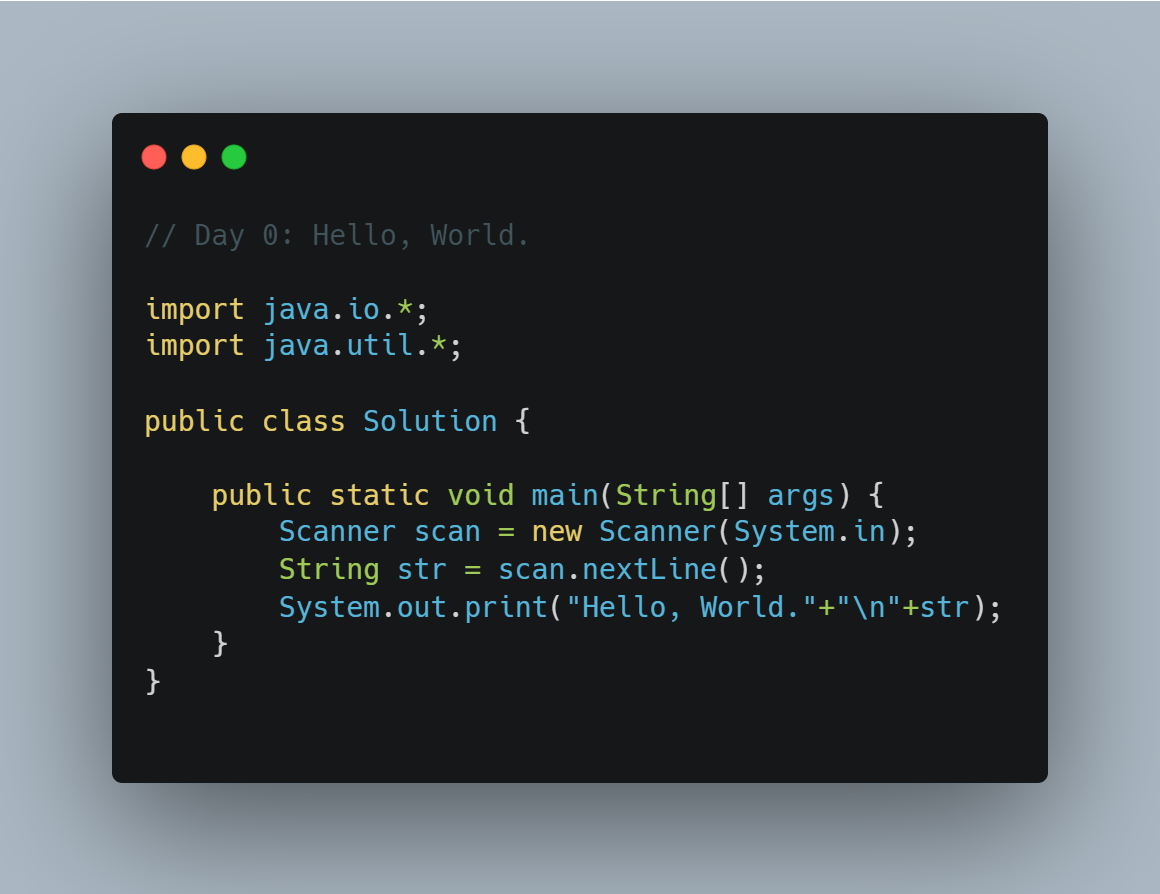 // Day 0: Hello, World.
import java.io.*;
import java.util.*;
public class Solution {
    public static void main(String[] args) {
        Scanner scan = new Scanner(System.in);
        String str = scan.nextLine();
        System.out.print("Hello, World."+"\n"+str);
    }
}